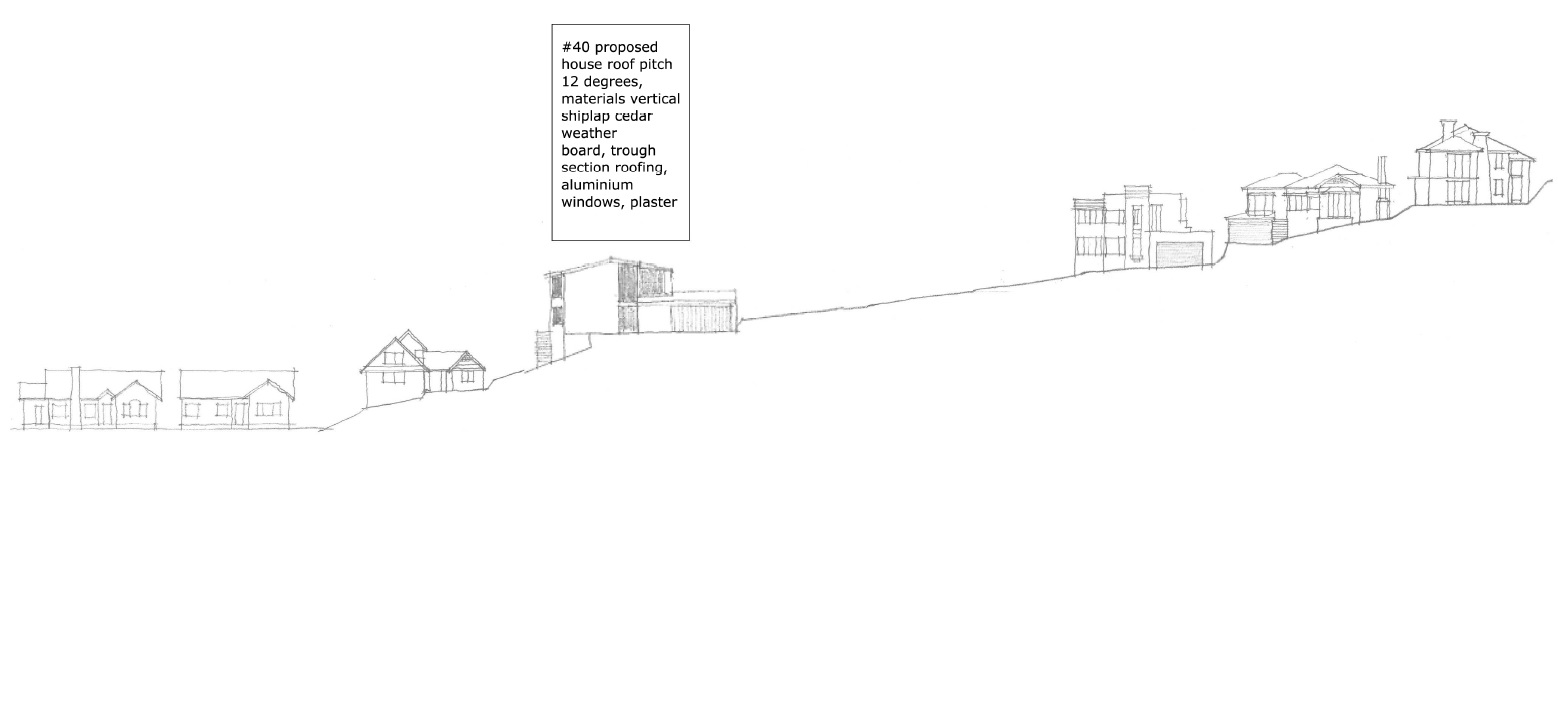 #40 proposed
house roof pitch
12 degrees,
materials vertical
shiplap cedar
weather
board, trough
section roofing,
aluminium
windows, plaster